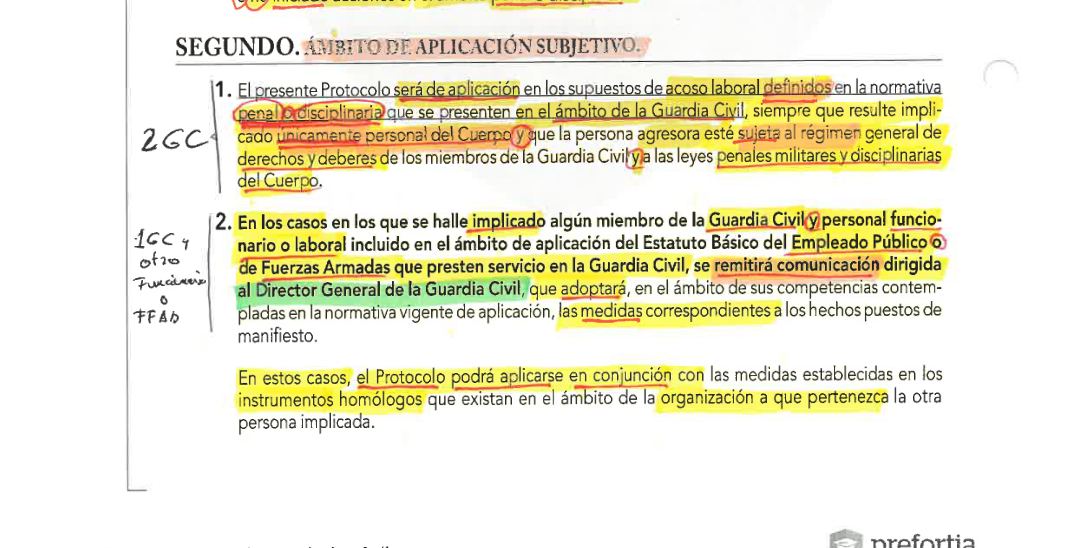 SEGUNDO. ÁMBITO DE APLICACIÓN SUBJETIVO.
1. El presente Protocolo será de aplicación en los supuestos de acoso laboral definidos en la normativa
penal o disciplinaria que se presenten en el ámbito de la Guardia Civil, siempre que resulte impli-
cado únicamente personal del Cuerpo y que la persona agresora esté sujeta al régimen general de
derechos y deberes de los miembros de la Guardia Civil y a las leyes penales militares y disciplinarias
del Cuerpo.
2GC
2. En los casos en los que se halle implicado algún miembro de la Guardia Civil y personal funcio-
nario o laboral incluido en el ámbito de aplicación del Estatuto Básico del Empleado Público o
de Fuerzas Armadas que presten servicio en la Guardia Civil, se remitirá comunicación dirigida
al Director General de la Guardia Civil, que adoptará, en el ámbito de sus competencias contem-
pladas en la normativa vigente de aplicación, las medidas correspondientes a los hechos puestos de
manifiesto.
1GC y
otro
Funcionario
o
FFAA
En estos casos, el Protocolo podrá aplicarse en conjunción con las medidas establecidas en los
instrumentos homólogos que existan en el ámbito de la organización a que pertenezca la otra
persona implicada.
prefortia